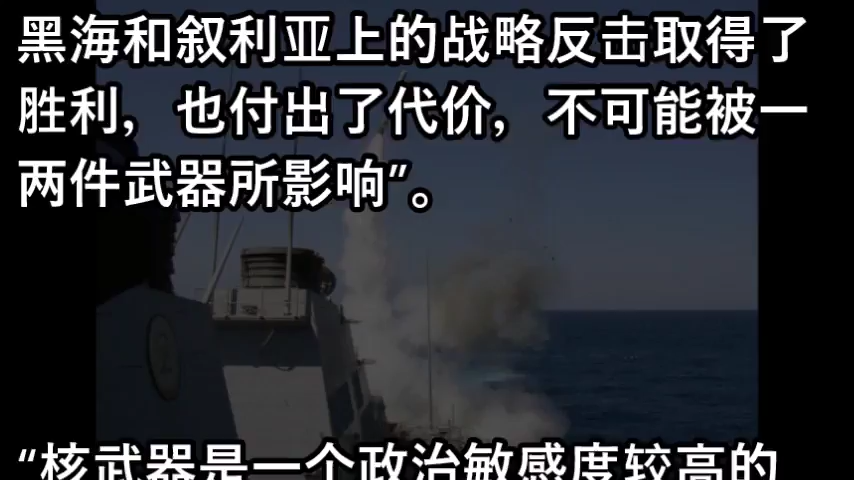 黑海和叙利亚上的战略反击取得了
胜利，也付出了代价，不可能被一
两件武器所影响”。
“核武器是一个政治敏感度较高的